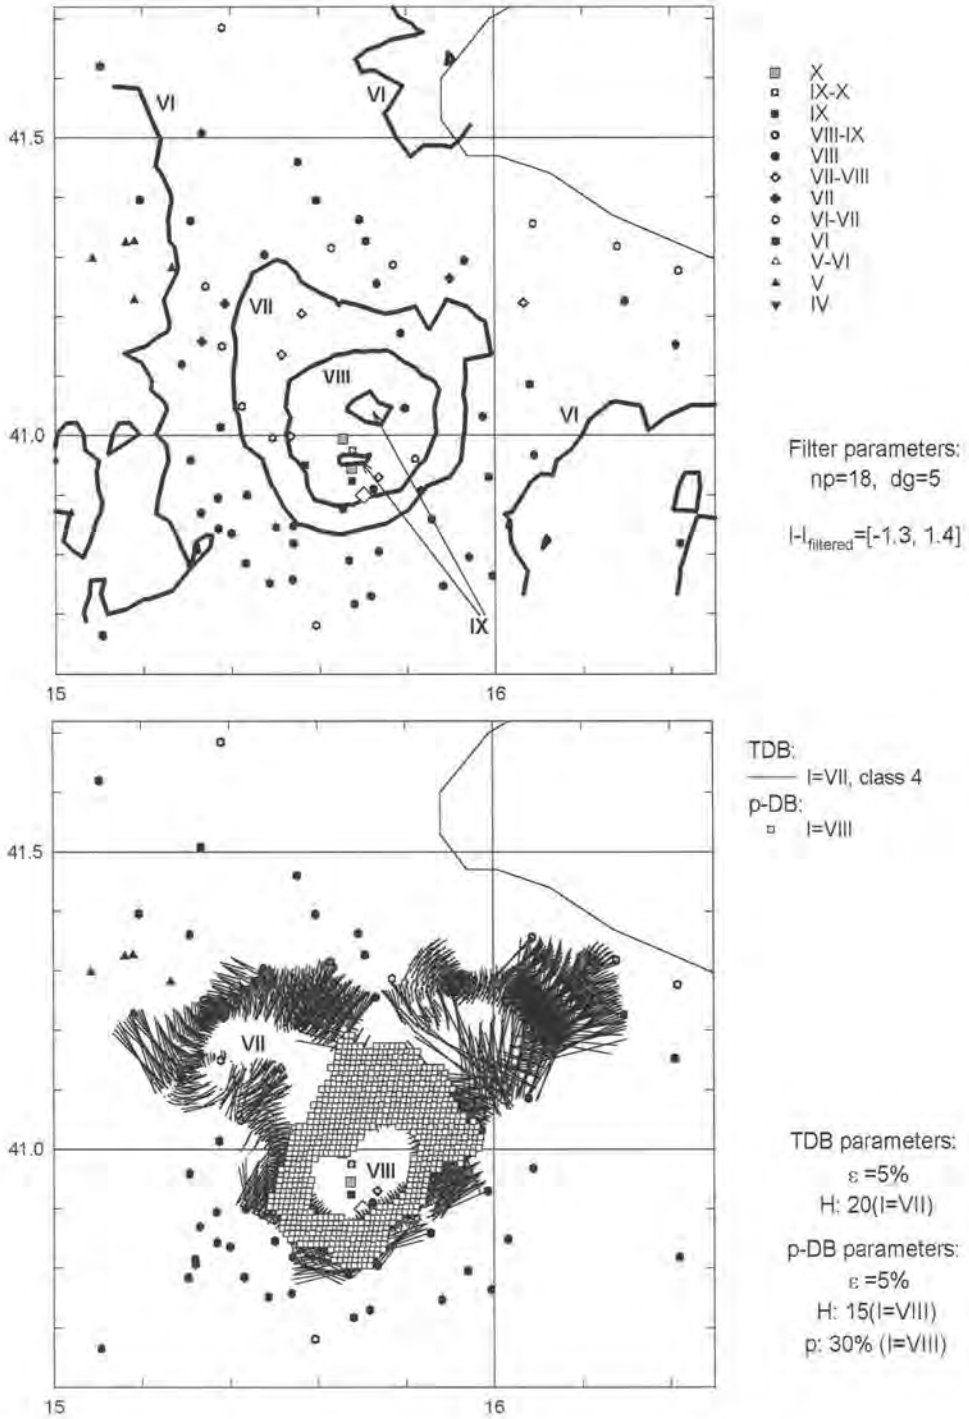 X
IX-X
IX
VIII-IX
VIII
VII-VIII
VII
VI-VII
VI
V-VI
V
IV
VI
VI
41.5
VII
VIII
41.0
VI
IX
15
16
Filter parameters:
np=18, dg=5
I-Ifiltered=[-1.3, 1.4]
TDB:
I=VII, class 4
p-DB:
I=VIII
41.5
VII
41.0
VIII
15
16
TDB parameters:
ε =5%
H: 20(I=VII)
p-DB parameters:
ε =5%
H: 15(I=VIII)
p: 30% (I=VIII)